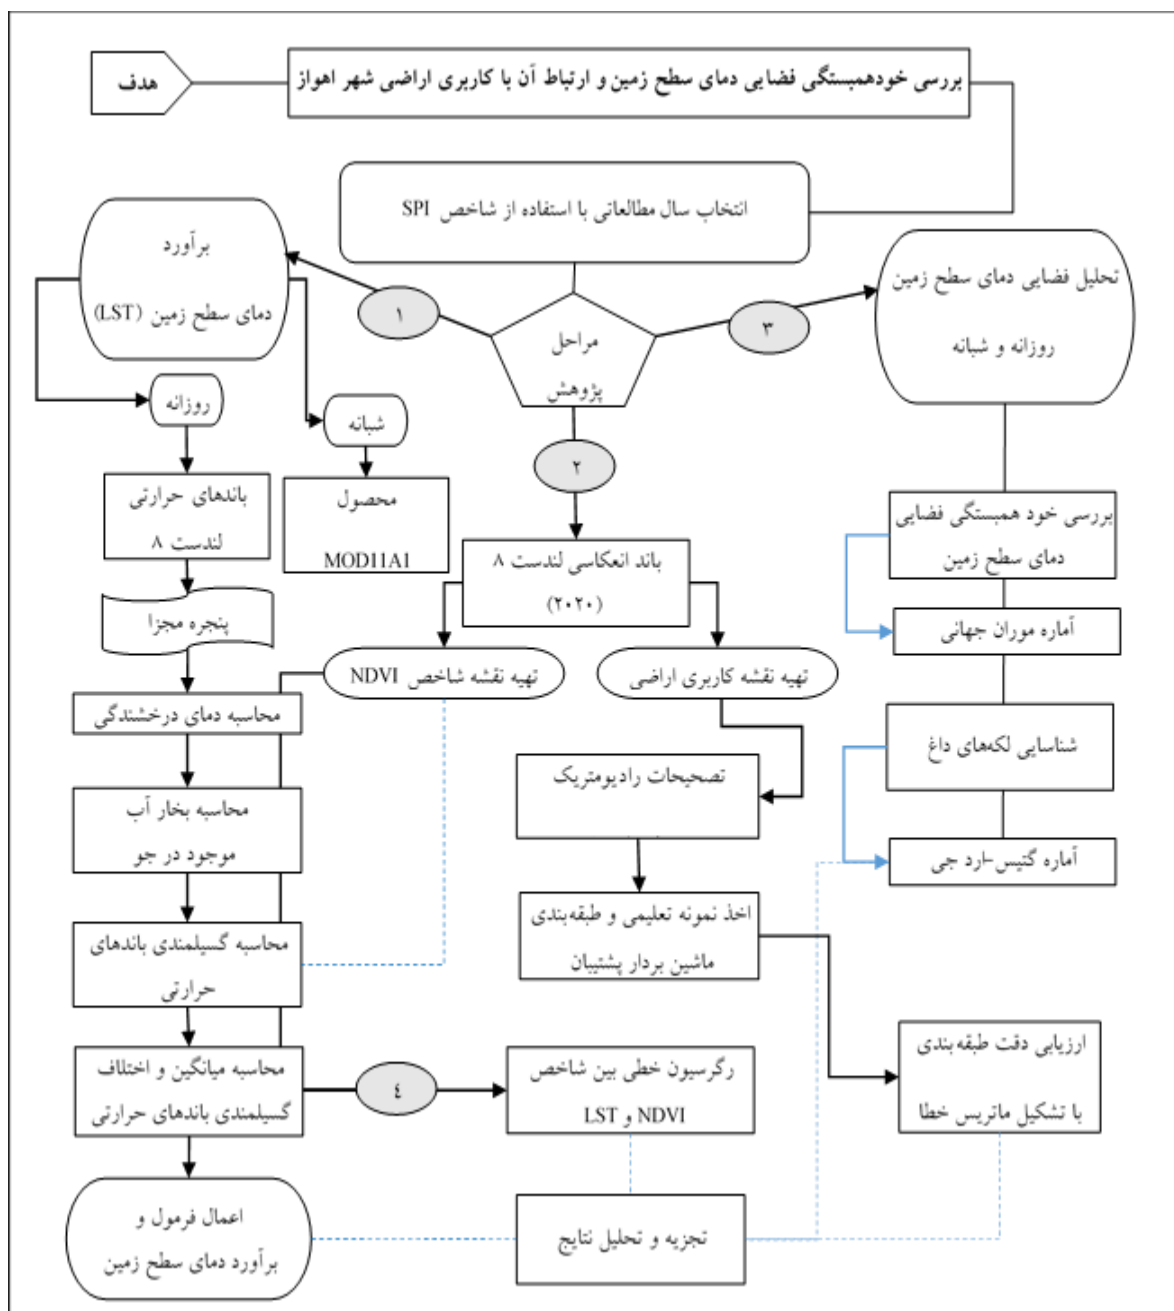 هدف
بررسی خودهمبستگی فضایی دمای سطح زمین و ارتباط آن با کاربری اراضی شهر اهواز
انتخاب سال مطالعاتی با استفاده از شاخص SPI
مراحل
پژوهش
۱
برآورد
دمای سطح زمین (LST)
روزانه
باندهای حرارتی
لندست ۸
پنجره مجزا
محاسبه دمای درخشندگی
محاسبه بخار آب
موجود در جو
محاسبه گسیلمندی باندهای
حرارتی
محاسبه میانگین و اختلاف
گسیلمندی باندهای حرارتی
اعمال فرمول و
برآورد دمای سطح زمین
شبانه
محصول
MOD11A1
۲
باند انعکاسی لندست ۸
(۲۰۲۰)
تهیه نقشه شاخص NDVI
تهیه نقشه کاربری اراضی
تصحیحات رادیومتریک
اخذ نمونه تعلیمی و طبقه‌بندی
ماشین بردار پشتیبان
ارزیابی دقت طبقه‌بندی
با تشکیل ماتریس خطا
۳
تحلیل فضایی دمای سطح زمین
روزانه و شبانه
بررسی خود همبستگی فضایی
دمای سطح زمین
آماره موران جهانی
شناسایی لکه‌های داغ
آماره گتیس-ارد جی
٤
رگرسیون خطی بین شاخص
NDVI و LST
تجزیه و تحلیل نتایج